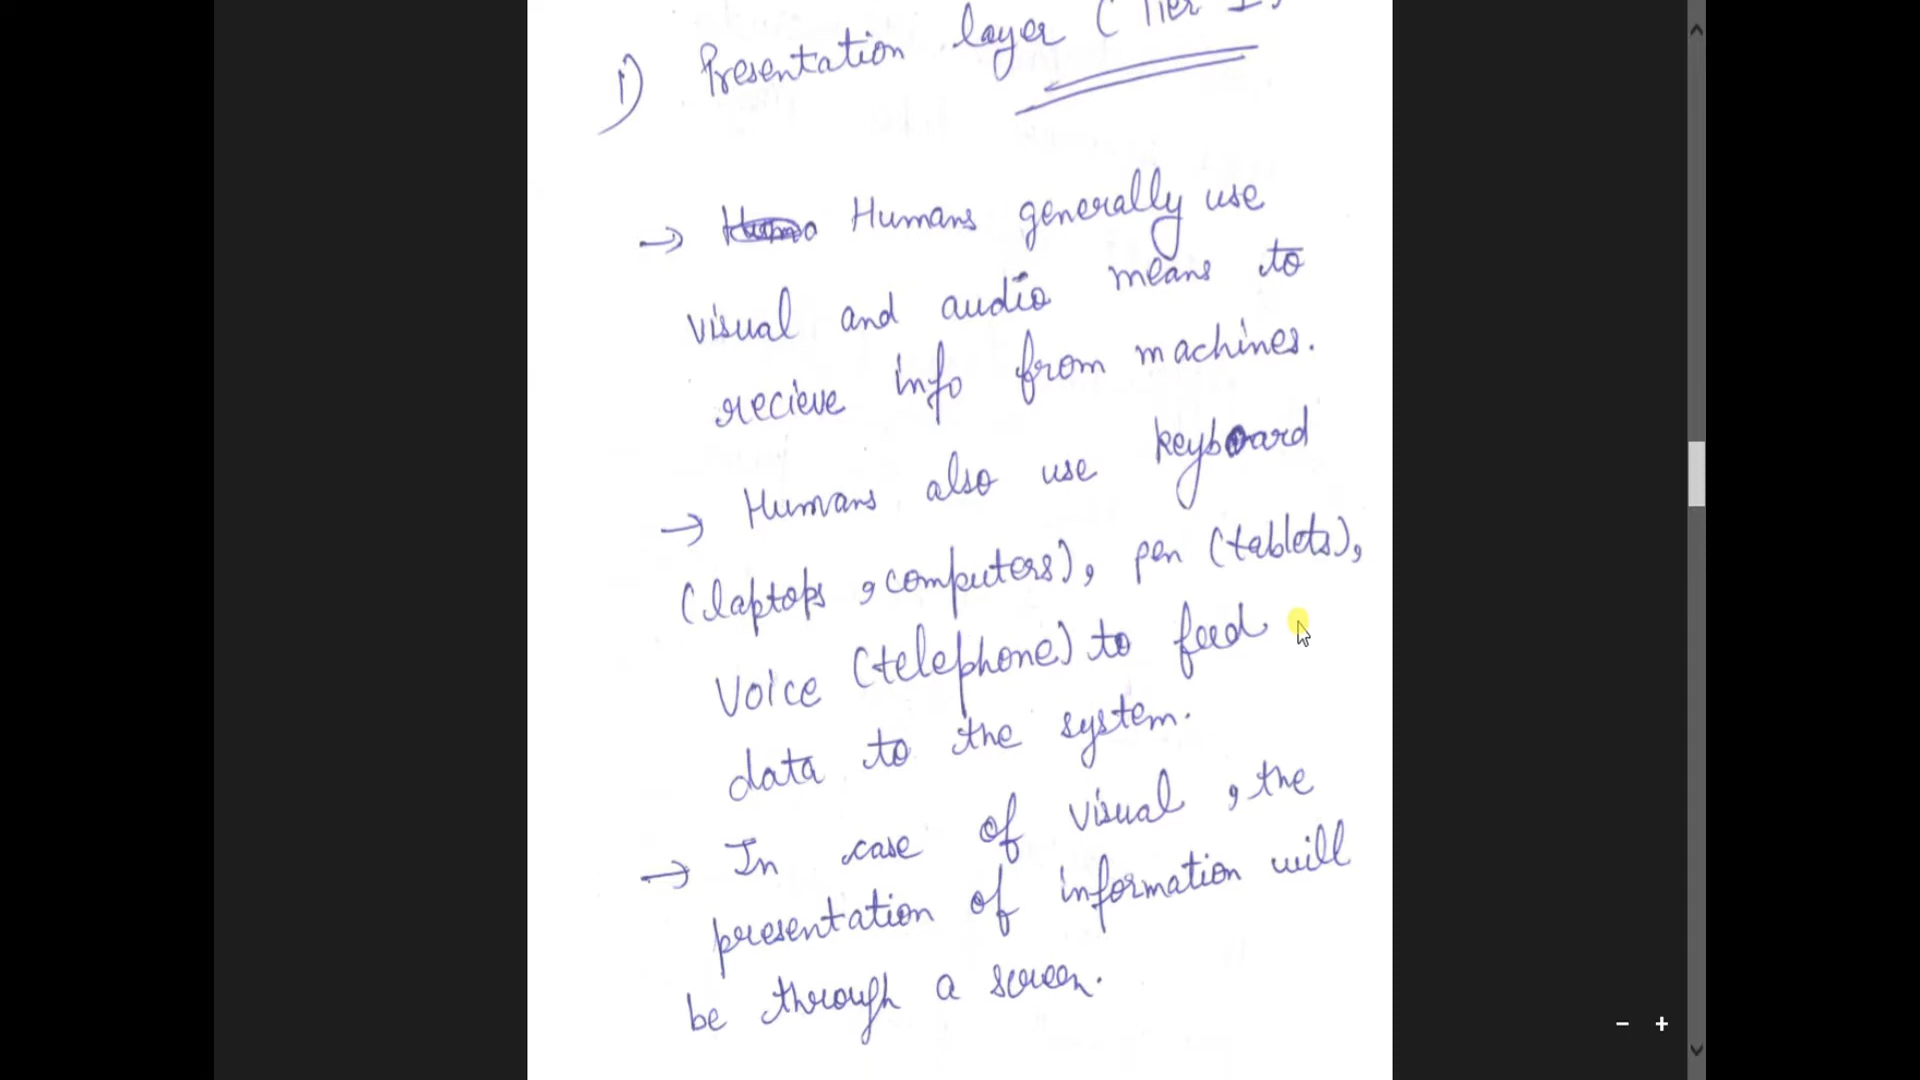 1) Presentation layer (Tier
→ Humans generally use
visual and audio means to
recieve info from machines.
→ Humans also use keyboard
(laptops, computers), pen (tablets),
Voice (telephone) to feed
data to the system.
→ In case of visual, the
presentation of information will
be through a screen.